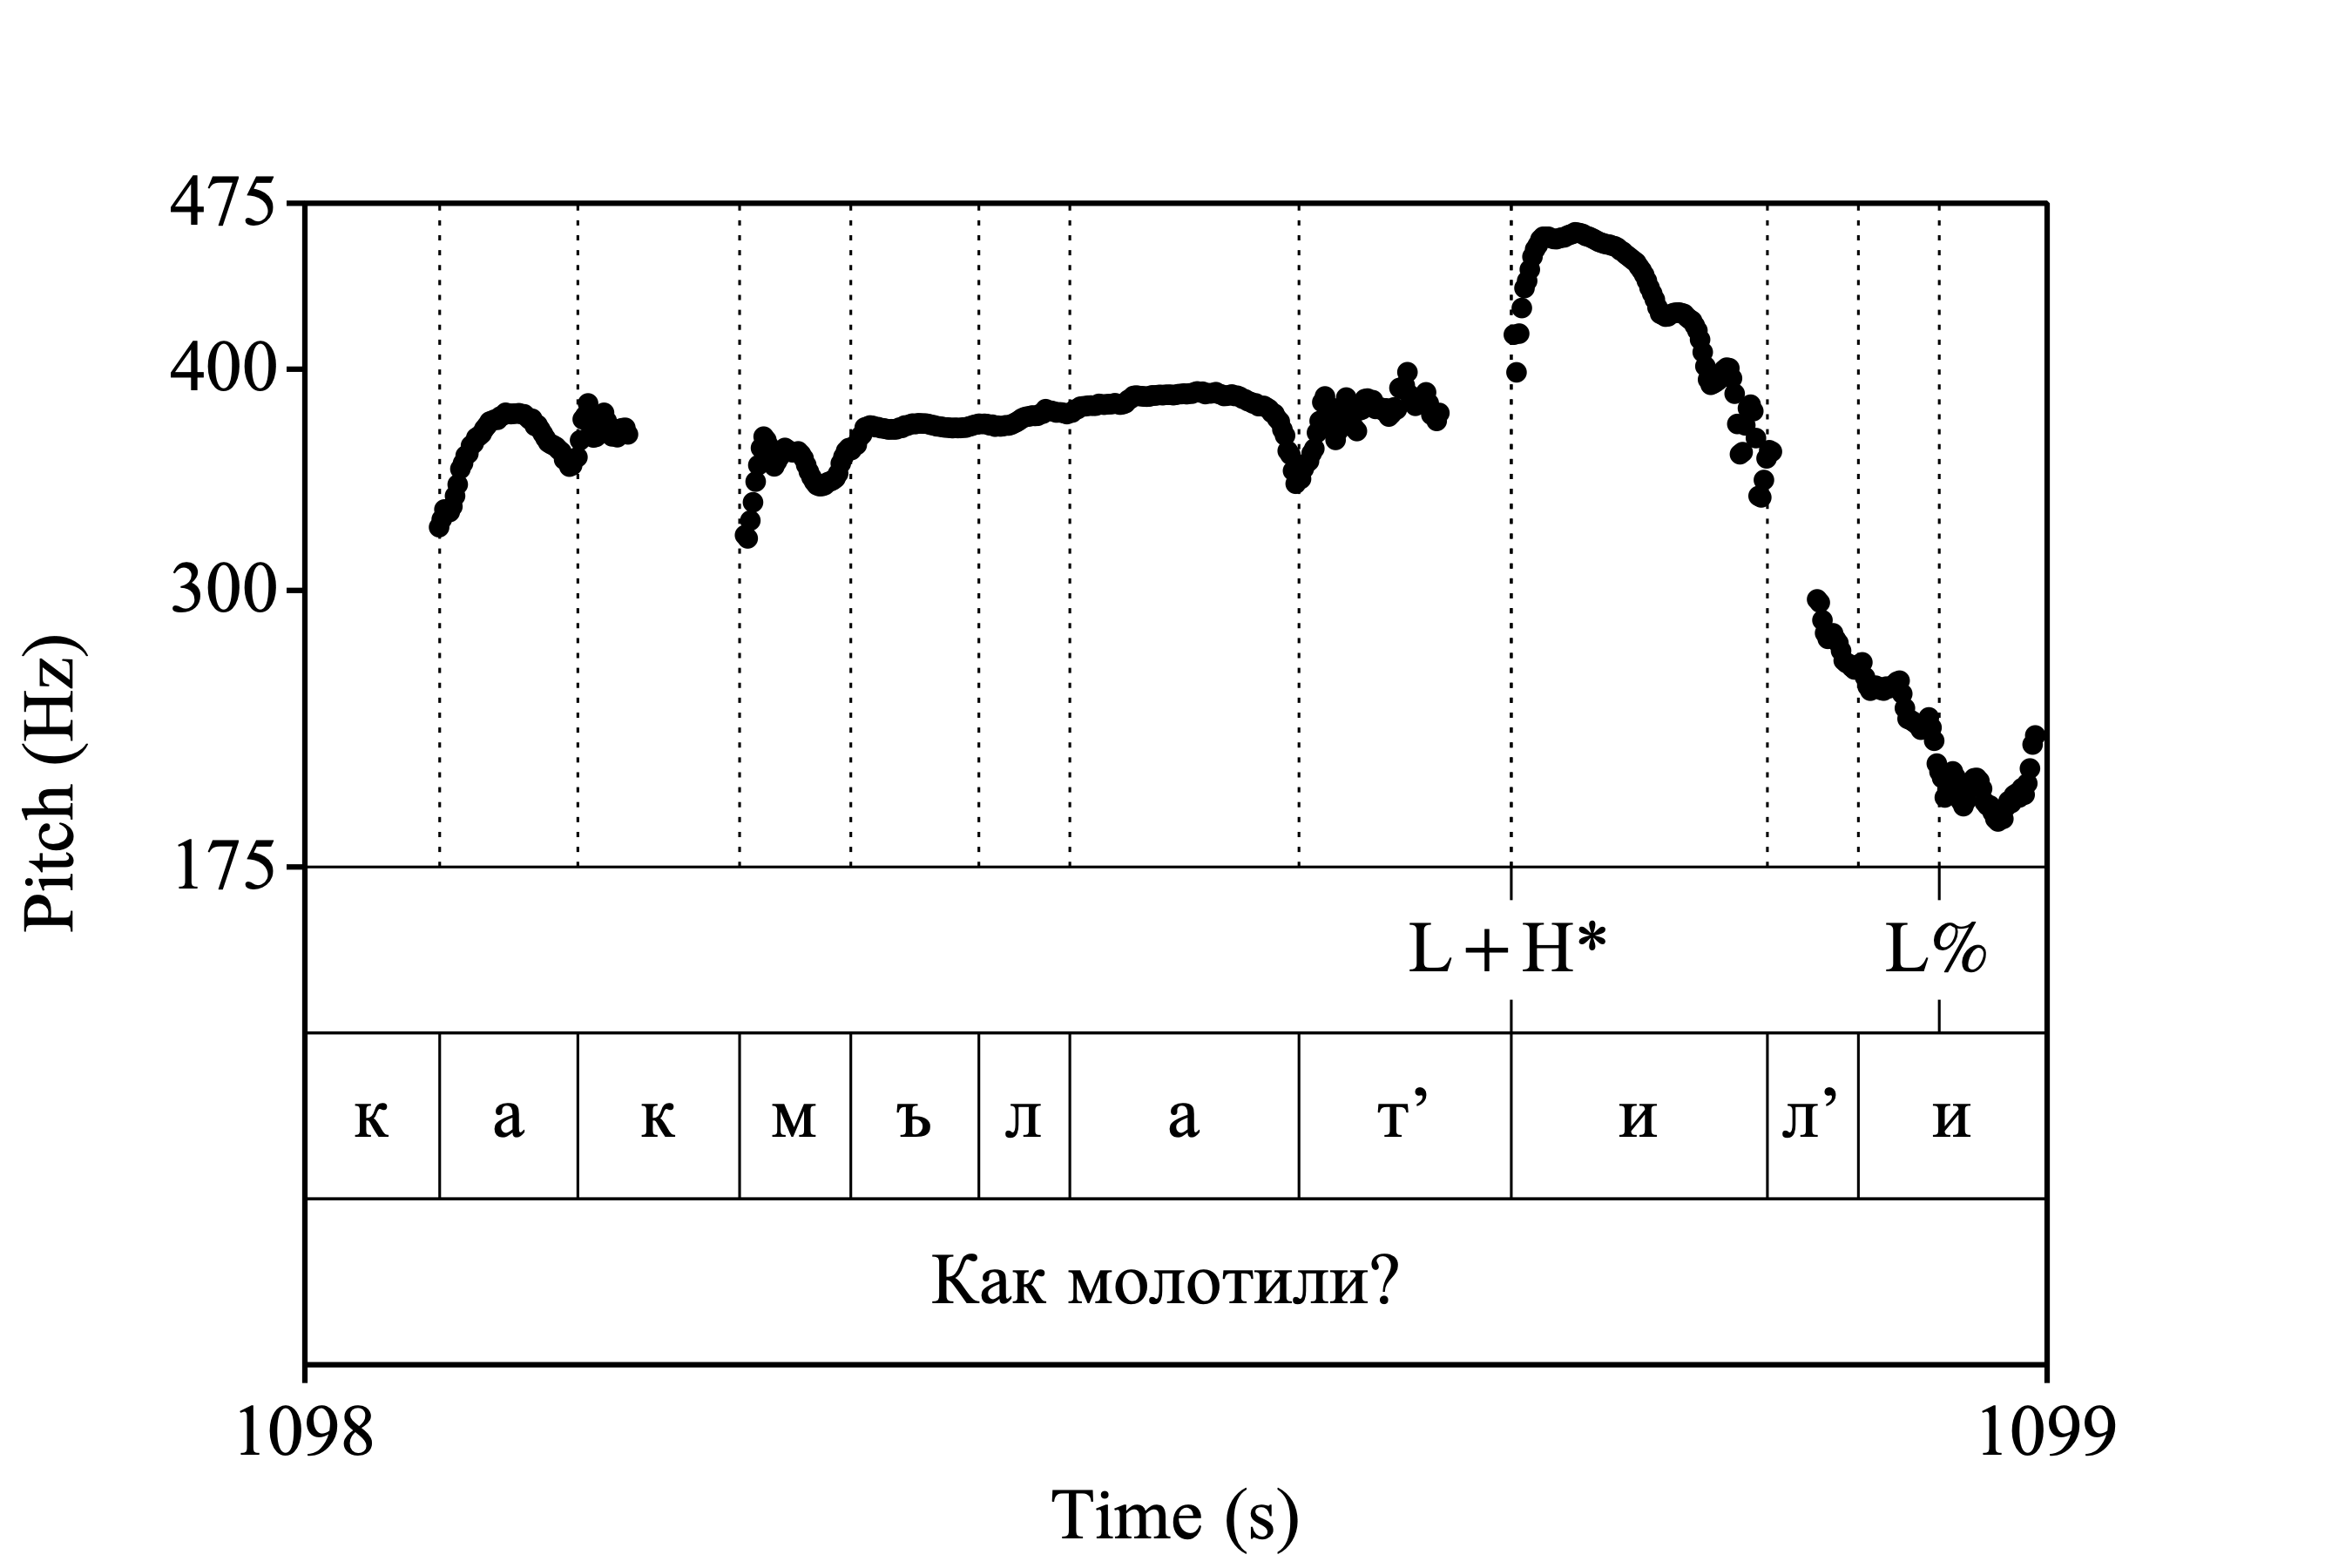 475
400
300
175
Pitch (Hz)
L + H* L%
к а к м ъ л а т’ и л’ и
Как молотили?
1098 1099
Time (s)